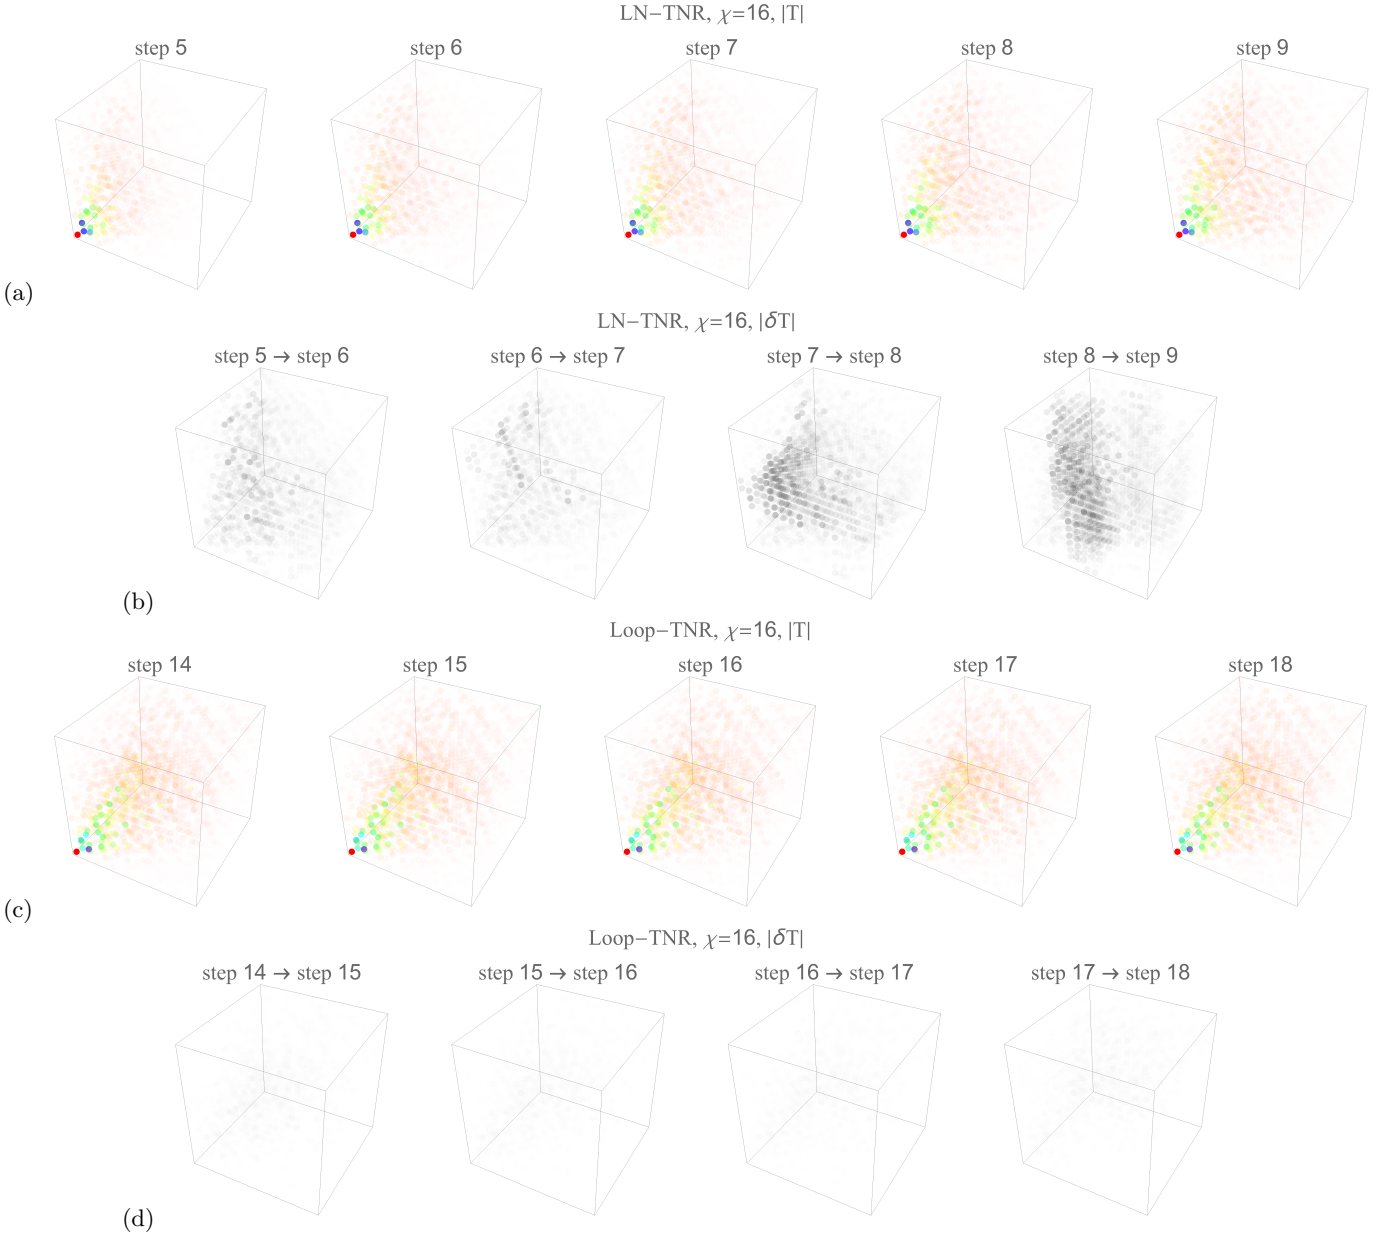 LN−TNR, χ=16, |T|
step 5 step 6 step 7 step 8 step 9
(a)
LN−TNR, χ=16, |δT|
step 5 → step 6 step 6 → step 7 step 7 → step 8 step 8 → step 9
(b)
Loop−TNR, χ=16, |T|
step 14 step 15 step 16 step 17 step 18
(c)
Loop−TNR, χ=16, |δT|
step 14 → step 15 step 15 → step 16 step 16 → step 17 step 17 → step 18
(d)